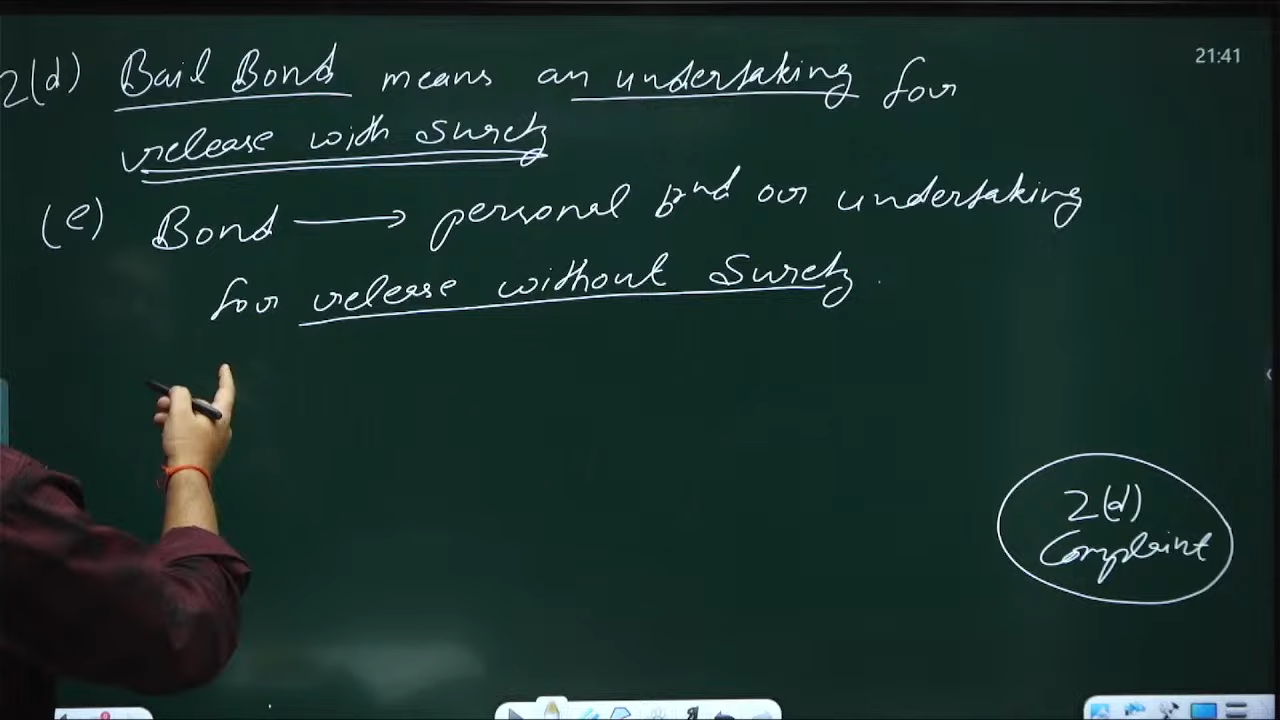 21:41
2(d) Bail Bond means an undertaking for
release with Surety
(e) Bond → personal bond or undertaking
for release without Surety.
2(d)
Complaint